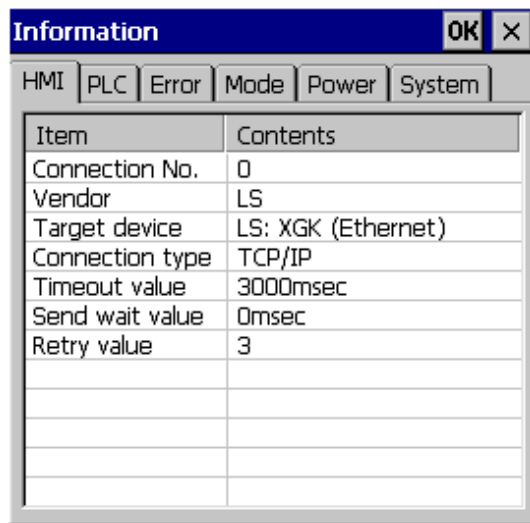 Information OK ×
HMI PLC Error Mode Power System
Item Contents
Connection No. 0
Vendor LS
Target device LS: XGK (Ethernet)
Connection type TCP/IP
Timeout value 3000msec
Send wait value 0msec
Retry value 3